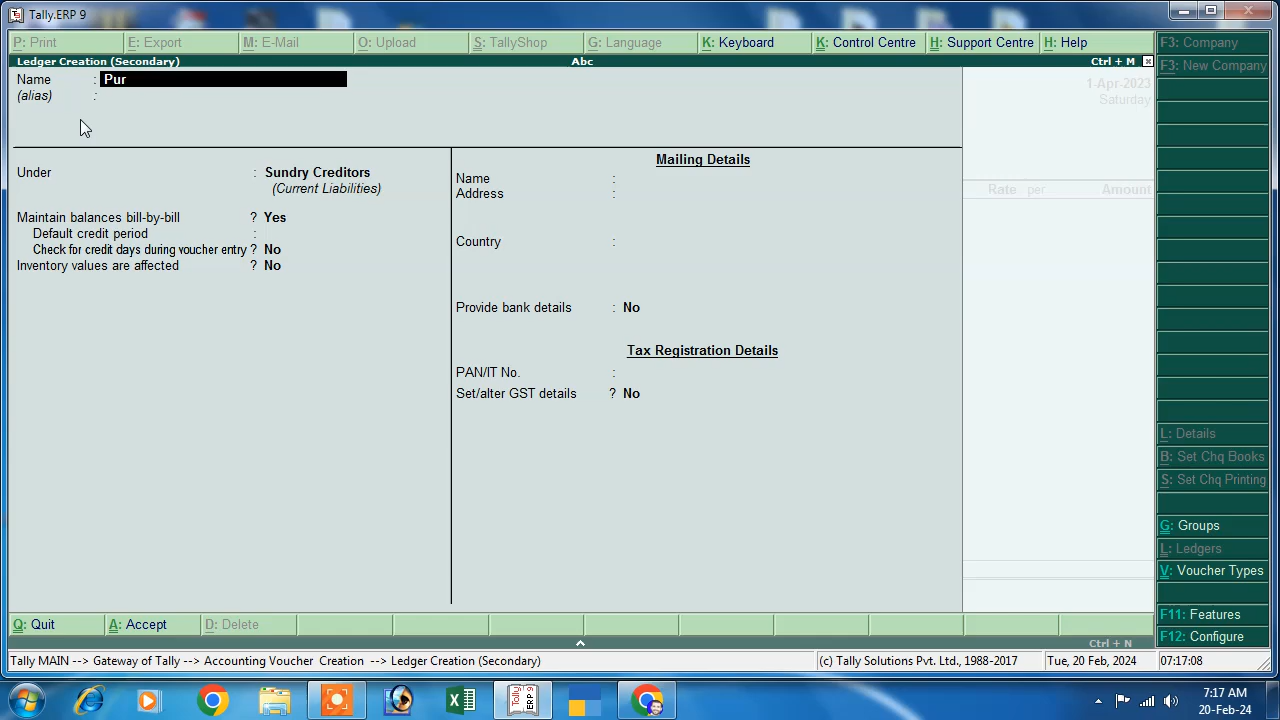 Tally.ERP 9
P: Print E: Export M: E-Mail O: Upload S: TallyShop G: Language K: Keyboard K: Control Centre H: Support Centre H: Help
Ledger Creation (Secondary) Abc Ctrl + M
Name : Pur
(alias) :
1-Apr-2023
Saturday
Under : Sundry Creditors
(Current Liabilities)
Maintain balances bill-by-bill ? Yes
Default credit period :
Check for credit days during voucher entry ? No
Inventory values are affected ? No
Mailing Details
Name :
Address :
Country :
Provide bank details : No
Tax Registration Details
PAN/IT No. :
Set/alter GST details ? No
Rate per Amount
F3: Company
F3: New Company
L: Details
B: Set Chq Books
S: Set Chq Printing
G: Groups
L: Ledgers
V: Voucher Types
F11: Features
F12: Configure
Q: Quit A: Accept D: Delete
Ctrl + N
Tally MAIN --> Gateway of Tally --> Accounting Voucher Creation --> Ledger Creation (Secondary) (c) Tally Solutions Pvt. Ltd., 1988-2017 Tue, 20 Feb, 2024 07:17:08
Tally ERP 9
7:17 AM
20-Feb-24